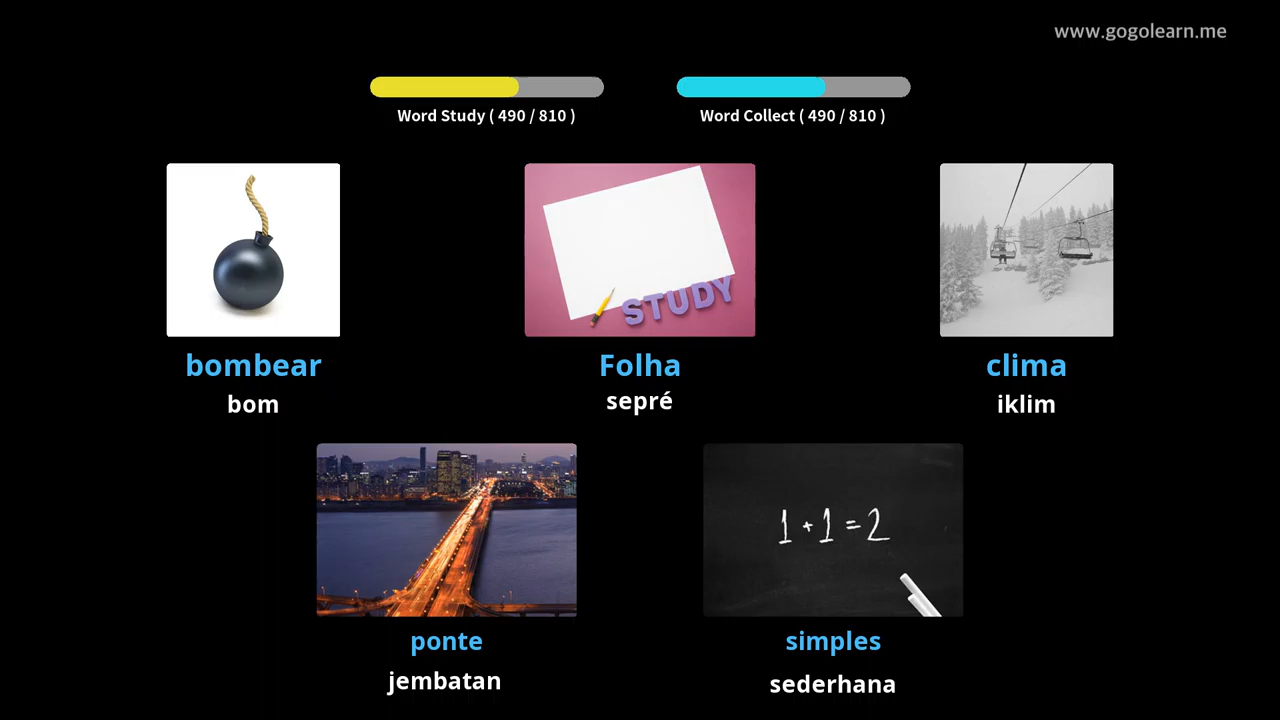 www.gogolearn.me
Word Study ( 490 / 810 )
Word Collect ( 490 / 810 )
STUDY
bombear
bom
Folha
sepré
clima
iklim
1 + 1 = 2
ponte
jembatan
simples
sederhana